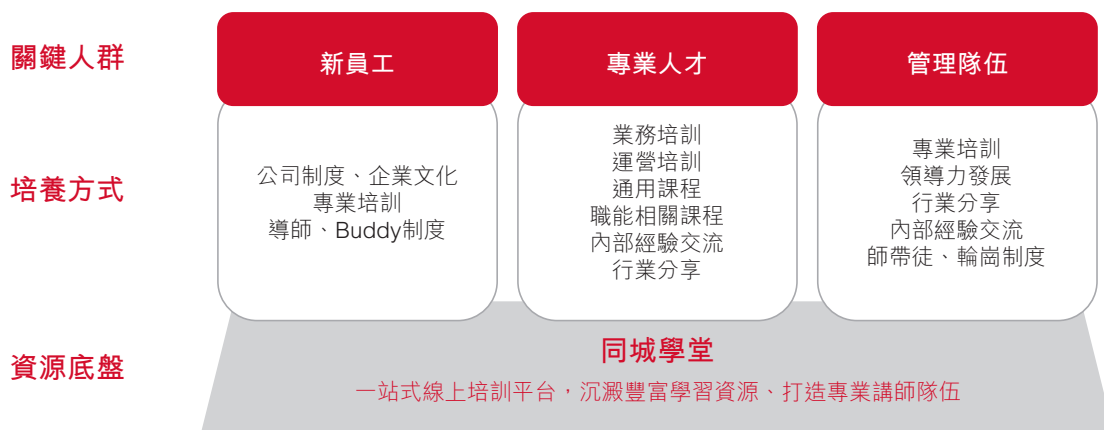 關鍵人群
新員工
專業人才
管理隊伍
培養方式
公司制度、企業文化
專業培訓
導師、Buddy制度
業務培訓
運營培訓
通用課程
職能相關課程
內部經驗交流
行業分享
專業培訓
領導力發展
行業分享
內部經驗交流
師帶徒、輪崗制度
資源底盤
同城學堂
一站式線上培訓平台，沉澱豐富學習資源、打造專業講師隊伍